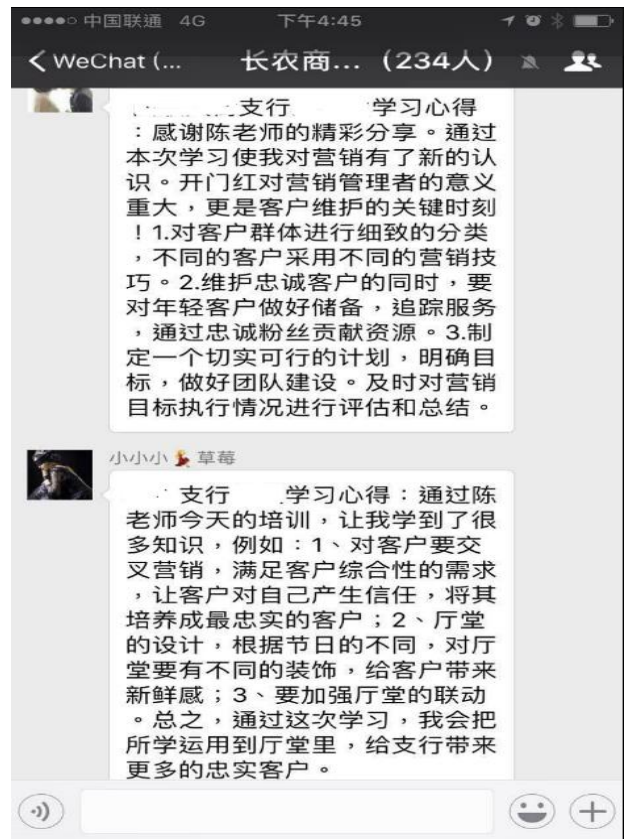 中国联通 4G 下午4:45
WeChat (... 长农商... (234人)
支行 学习心得
：感谢陈老师的精彩分享。通过
本次学习使我对营销有了新的认
识。开门红对营销管理者的意义
重大，更是客户维护的关键时刻
！1.对客户群体进行细致的分类
，不同的客户采用不同的营销技
巧。2.维护忠诚客户的同时，要
对年轻客户做好储备，追踪服务
，通过忠诚粉丝贡献资源。3.制
定一个切实可行的计划，明确目
标，做好团队建设。及时对营销
目标执行情况进行评估和总结。
小小小💃草莓
支行 学习心得：通过陈
老师今天的培训，让我学到了很
多知识，例如：1、对客户要交
叉营销，满足客户综合性的需求
，让客户对自己产生信任，将其
培养成最忠实的客户；2、厅堂
的设计，根据节日的不同，对厅
堂要有不同的装饰，给客户带来
新鲜感；3、要加强厅堂的联动
。总之，通过这次学习，我会把
所学运用到厅堂里，给支行带来
更多的忠实客户。